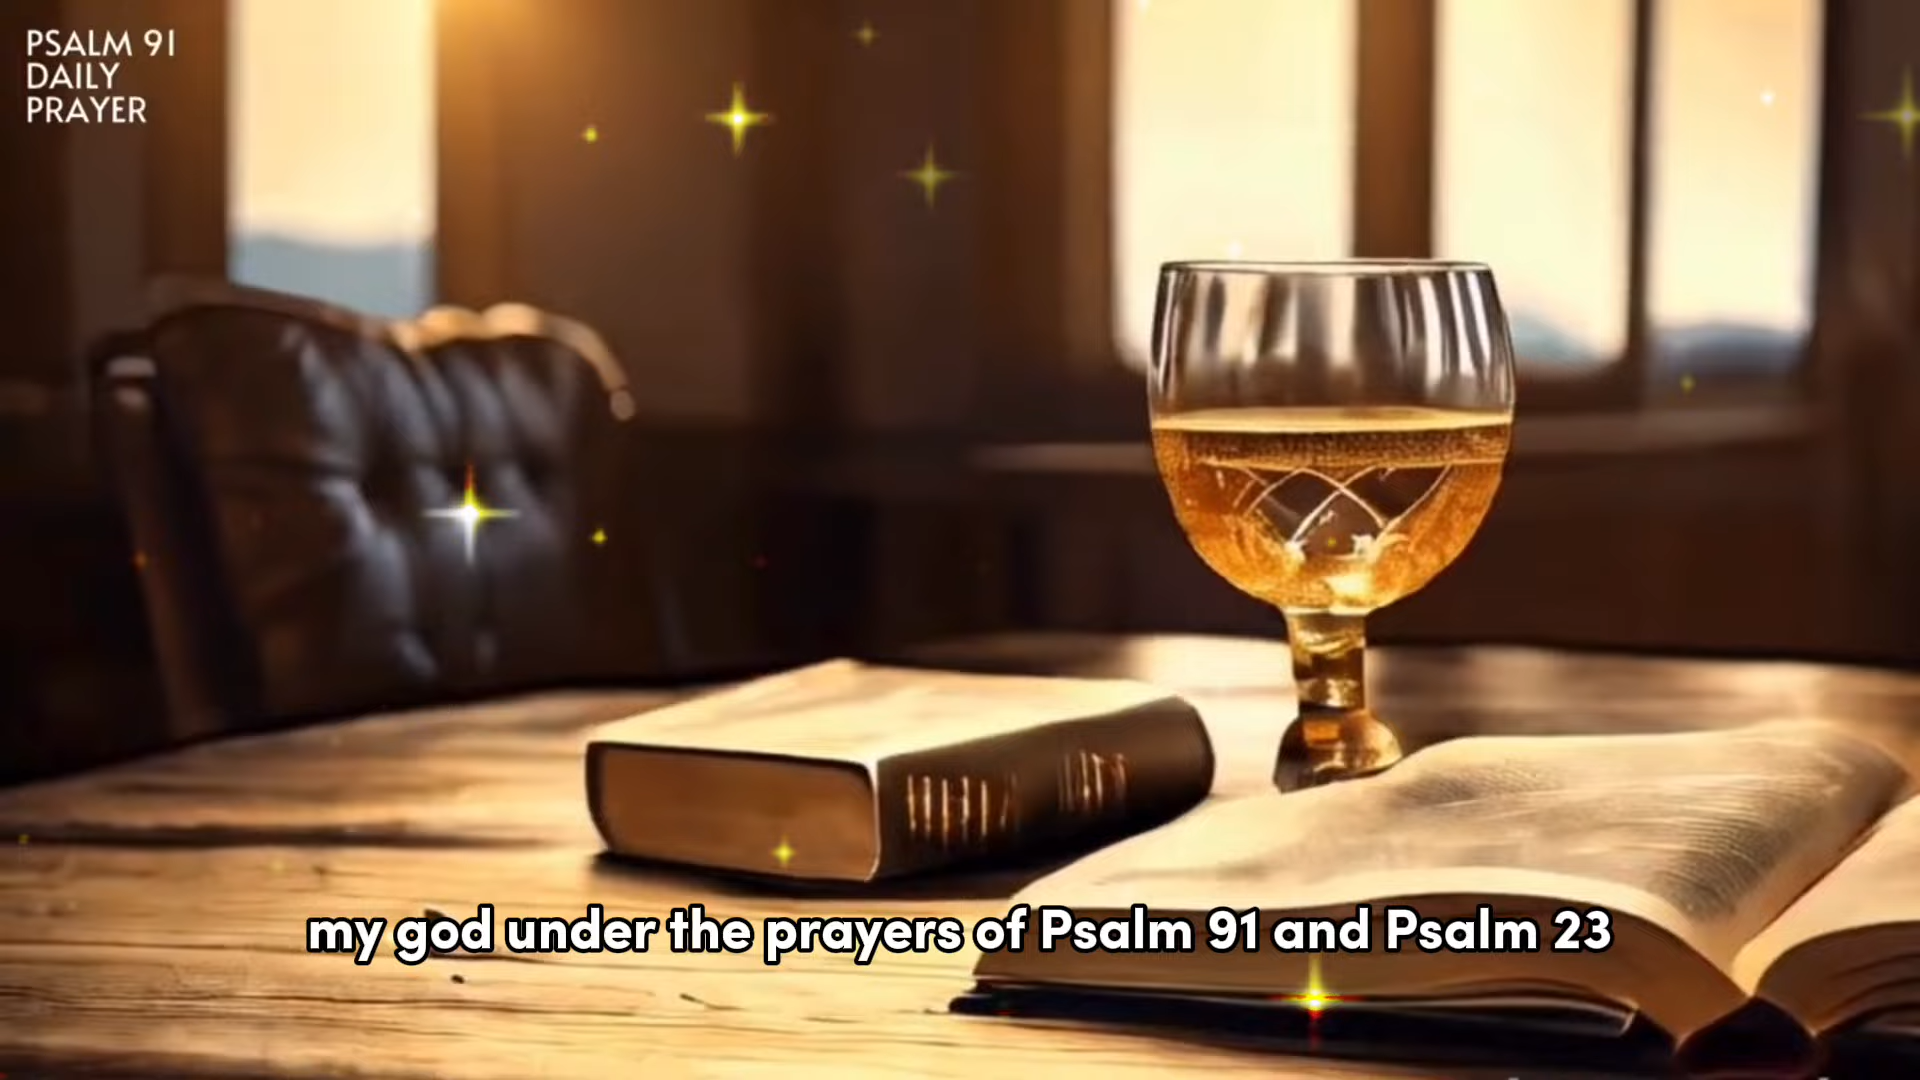 PSALM 91
DAILY
PRAYER
my god under the prayers of Psalm 91 and Psalm 23